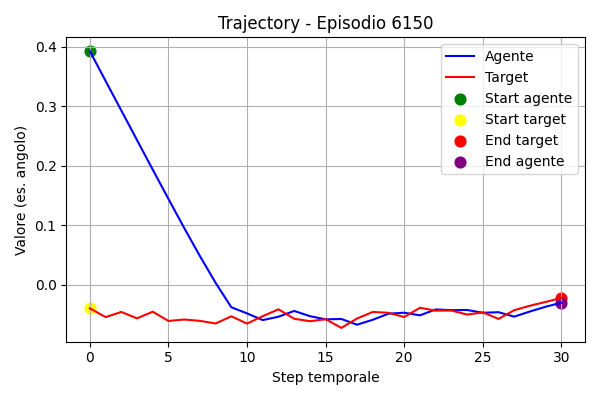 Trajectory - Episodio 6150
Valore (es. angolo)
0.4
0.3
0.2
0.1
0.0
0
5
10
15
20
25
30
Step temporale
Agente
Target
Start agente
Start target
End target
End agente